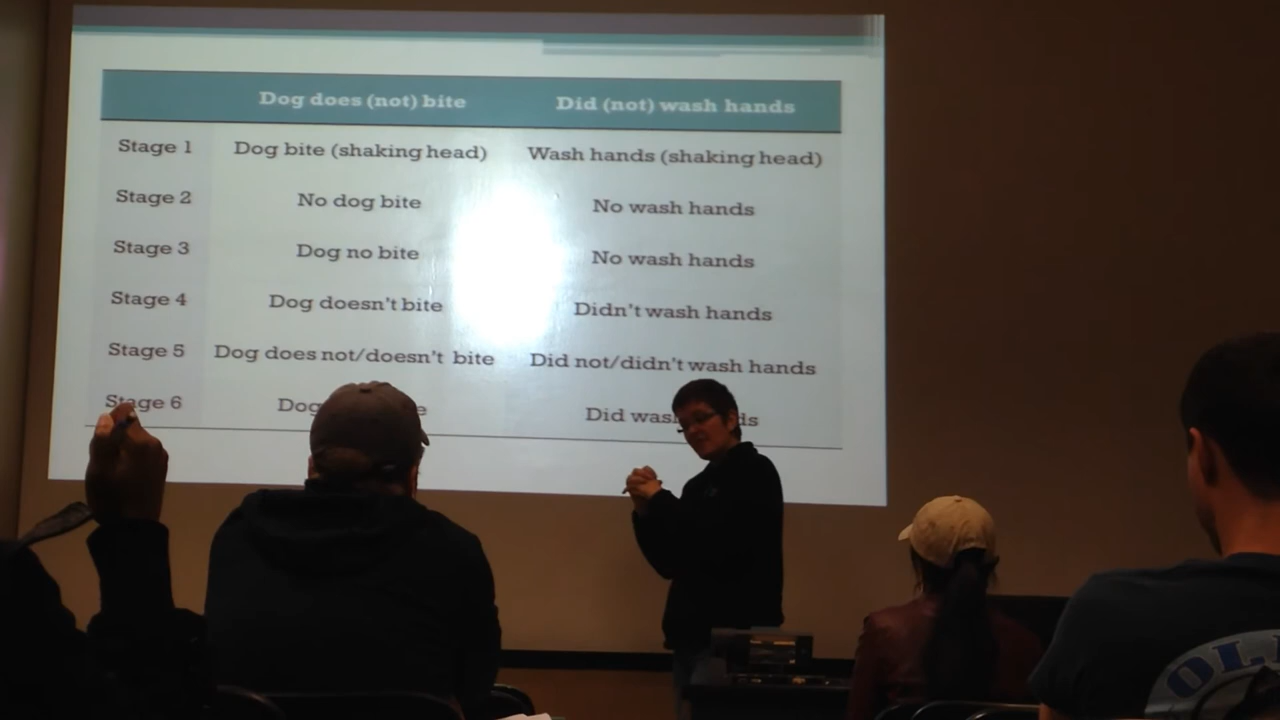 Dog does (not) bite Did (not) wash hands
Stage 1 Dog bite (shaking head) Wash hands (shaking head)
Stage 2 No dog bite No wash hands
Stage 3 Dog no bite No wash hands
Stage 4 Dog doesn't bite Didn't wash hands
Stage 5 Dog does not/doesn't bite Did not/didn't wash hands
Stage 6 Dog Did